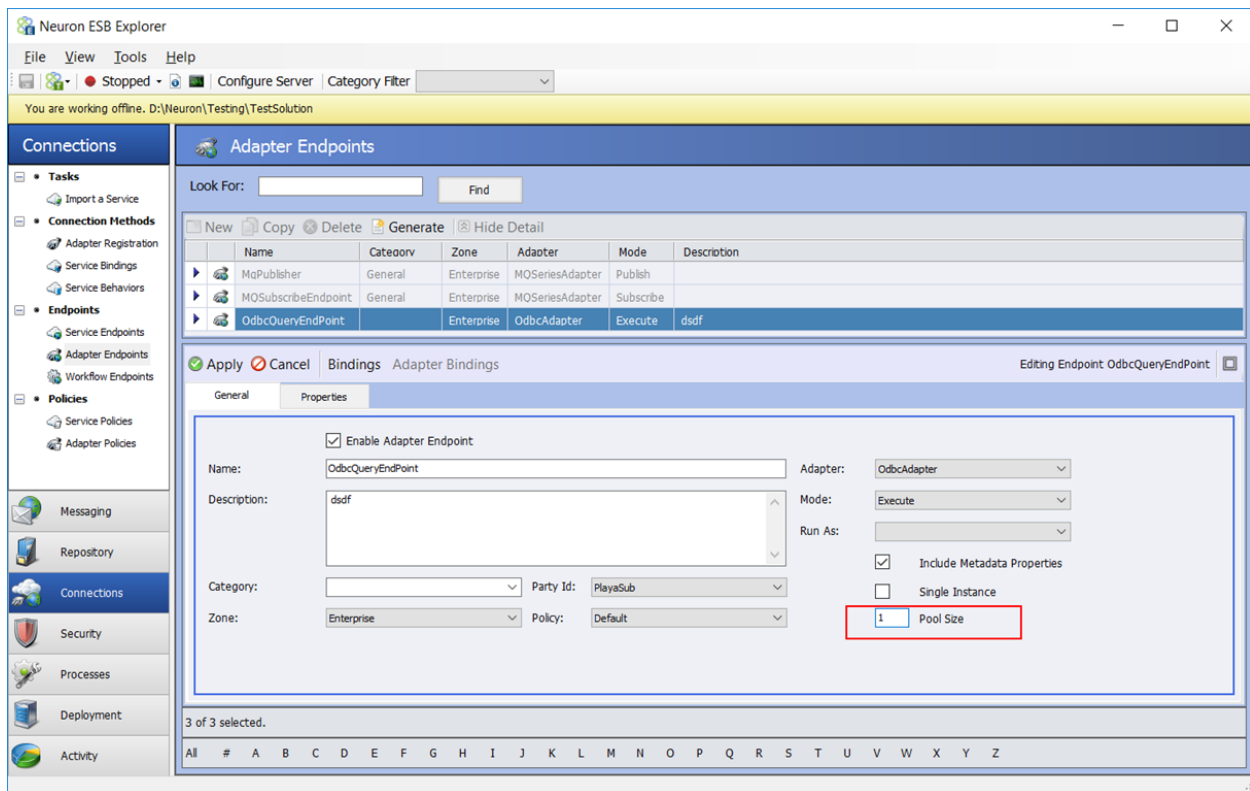 Neuron ESB Explorer
File View Tools Help
Stopped Configure Server Category Filter
You are working offline. D:\Neuron\Testing\TestSolution
Connections
Tasks
Import a Service
Connection Methods
Adapter Registration
Service Bindings
Service Behaviors
Endpoints
Service Endpoints
Adapter Endpoints
Workflow Endpoints
Policies
Service Policies
Adapter Policies
Messaging
Repository
Connections
Security
Processes
Deployment
Activity
Adapter Endpoints
Look For: Find
New Copy Delete Generate Hide Detail
Name Category Zone Adapter Mode Description
MqPublisher General Enterprise MQSeriesAdapter Publish
MQSubscribeEndpoint General Enterprise MQSeriesAdapter Subscribe
OdbcQueryEndPoint Enterprise OdbcAdapter Execute dsdf
Apply Cancel Bindings Adapter Bindings Editing Endpoint OdbcQueryEndPoint
General Properties
Enable Adapter Endpoint
Name: OdbcQueryEndPoint Adapter: OdbcAdapter
Description: dsdf Mode: Execute
Run As:
Include Metadata Properties
Category: Party Id: PlayaSub Single Instance
Zone: Enterprise Policy: Default 1 Pool Size
3 of 3 selected.
All # A B C D E F G H I J K L M N O P Q R S T U V W X Y Z